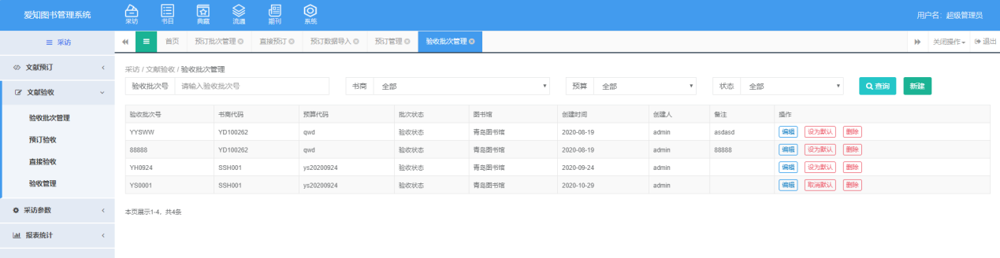 爱知图书管理系统
采访 书目 典藏 流通 期刊 系统
用户名: 超级管理员
采访
首页 预订批次管理 直接预订 预订数据导入 预订管理 验收批次管理 关闭操作 退出
文献预订
文献验收
验收批次管理
预订验收
直接验收
验收管理
采访参数
报表统计
采访 / 文献验收 / 验收批次管理
验收批次号 请输入验收批次号 书商 全部 预算 全部 状态 全部 查询 新建
验收批次号 书商代码 预算代码 批次状态 图书馆 创建时间 创建人 备注 操作
YYSWW YD100262 qwd 验收状态 青岛图书馆 2020-08-19 admin asdasd 编辑 设为默认 删除
88888 YD100262 qwd 验收状态 青岛图书馆 2020-08-19 admin 88888 编辑 设为默认 删除
YH0924 SSH001 ys20200924 验收状态 青岛图书馆 2020-09-24 admin 编辑 设为默认 删除
YS0001 SSH001 ys20200924 验收状态 青岛图书馆 2020-10-29 admin 编辑 取消默认 删除
本页展示1-4, 共4条